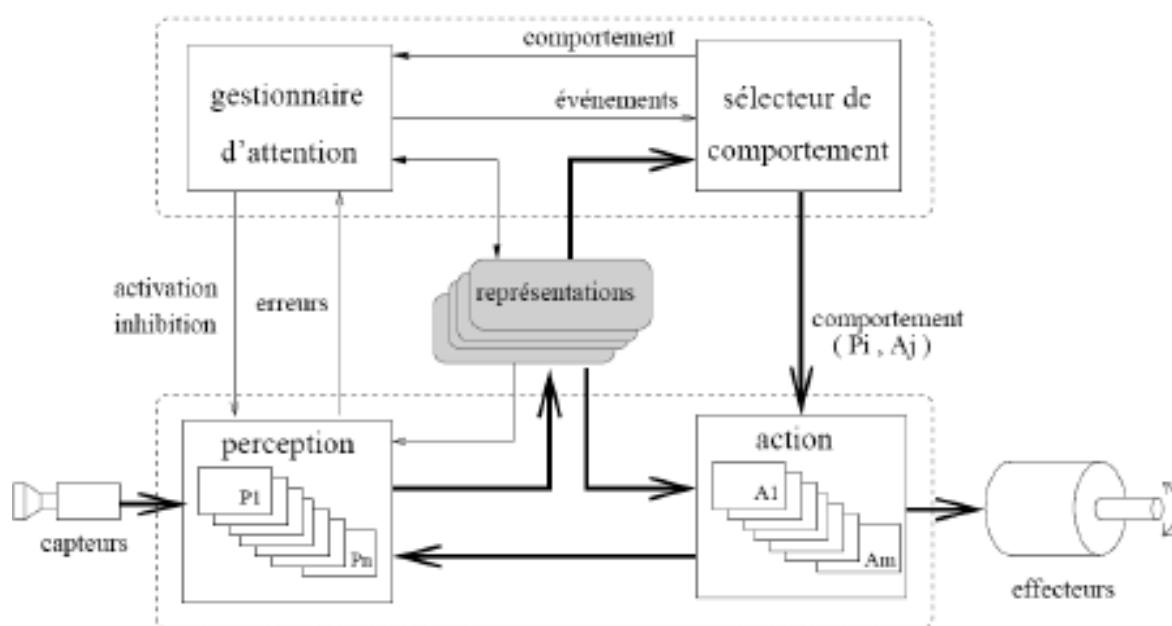 comportement
gestionnaire
d'attention
événements
sélecteur de
comportement
activation
inhibition
erreurs
représentations
comportement
( Pi , Aj )
perception
P1
Pn
action
A1
Am
capteurs
effecteurs